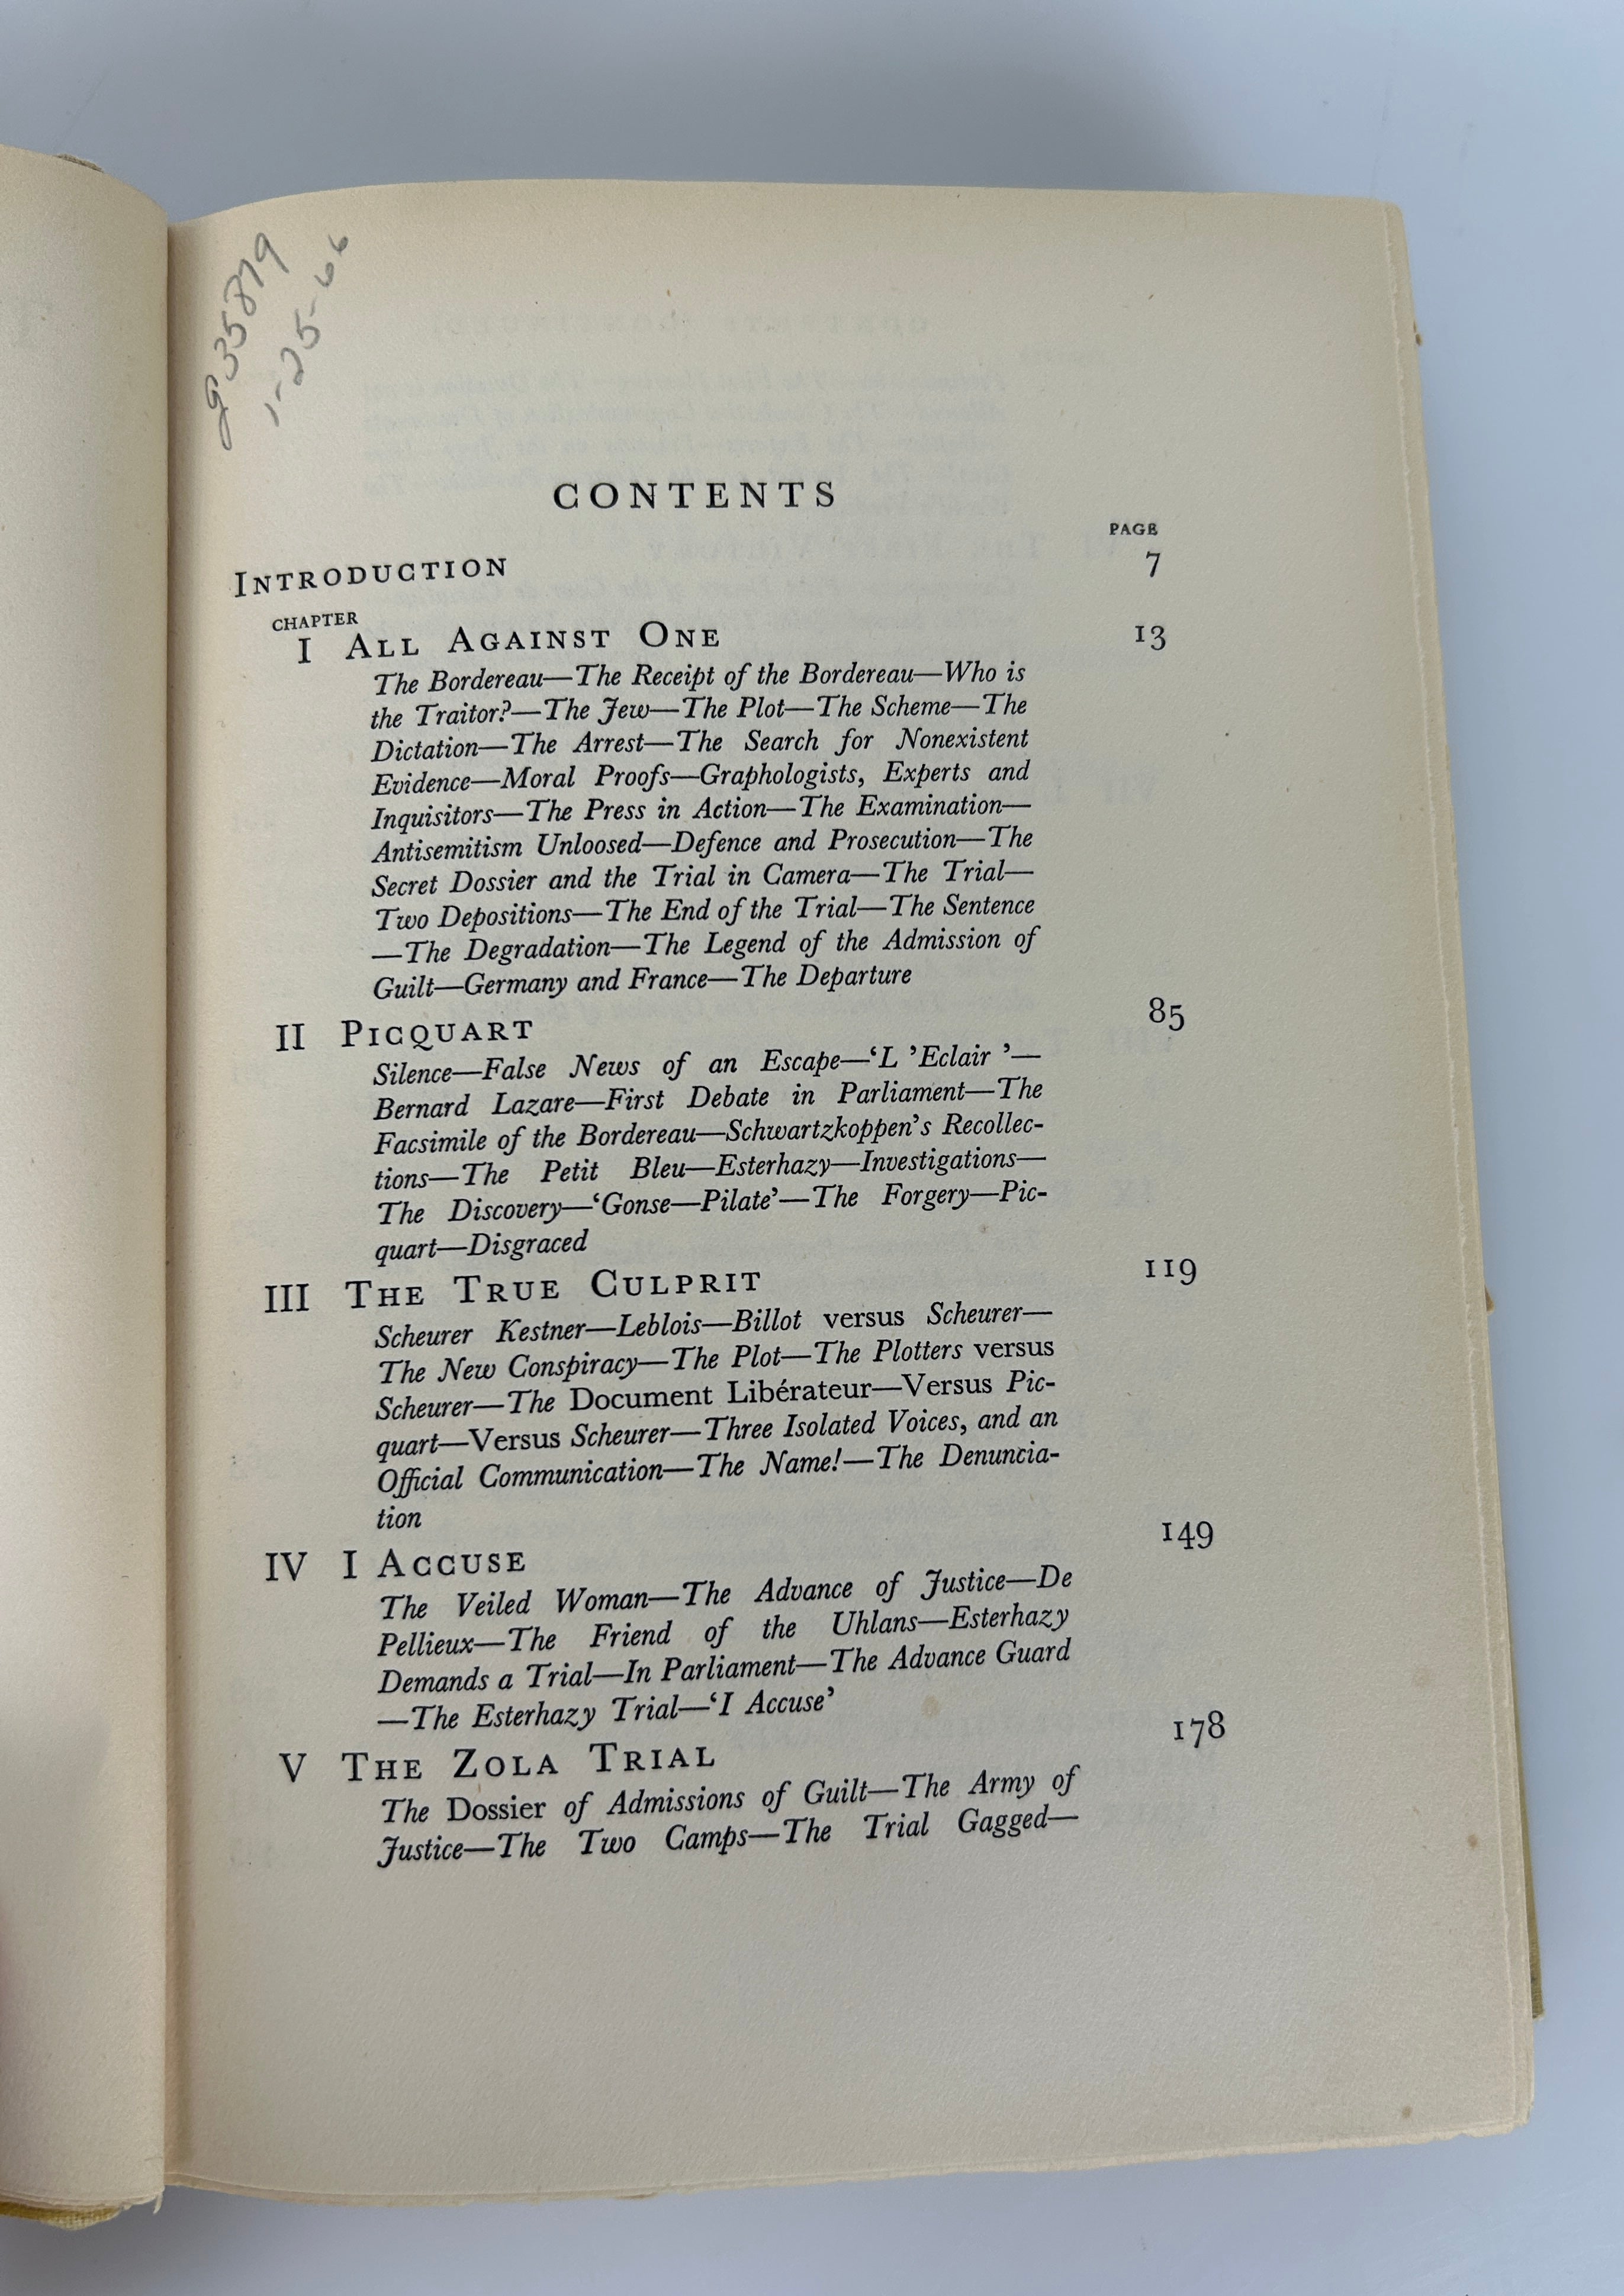 g35879
1-25-66
CONTENTS
PAGE
INTRODUCTION 7
CHAPTER
I ALL AGAINST ONE 13
The Bordereau—The Receipt of the Bordereau—Who is
the Traitor?—The Jew—The Plot—The Scheme—The
Dictation—The Arrest—The Search for Nonexistent
Evidence—Moral Proofs—Graphologists, Experts and
Inquisitors—The Press in Action—The Examination—
Antisemitism Unloosed—Defence and Prosecution—The
Secret Dossier and the Trial in Camera—The Trial—
Two Depositions—The End of the Trial—The Sentence
—The Degradation—The Legend of the Admission of
Guilt—Germany and France—The Departure
II PICQUART 85
Silence—False News of an Escape—‘L ’Eclair ’—
Bernard Lazare—First Debate in Parliament—The
Facsimile of the Bordereau—Schwartzkoppen’s Recollec-
tions—The Petit Bleu—Esterhazy—Investigations—
The Discovery—‘Gonse—Pilate’—The Forgery—Pic-
quart—Disgraced
III THE TRUE CULPRIT 119
Scheurer Kestner—Leblois—Billot versus Scheurer—
The New Conspiracy—The Plot—The Plotters versus
Scheurer—The Document Libérateur—Versus Pic-
quart—Versus Scheurer—Three Isolated Voices, and an
Official Communication—The Name!—The Denuncia-
tion
IV I ACCUSE 149
The Veiled Woman—The Advance of Justice—De
Pellieux—The Friend of the Uhlans—Esterhazy
Demands a Trial—In Parliament—The Advance Guard
—The Esterhazy Trial—‘I Accuse’
V THE ZOLA TRIAL 178
The Dossier of Admissions of Guilt—The Army of
Justice—The Two Camps—The Trial Gagged—